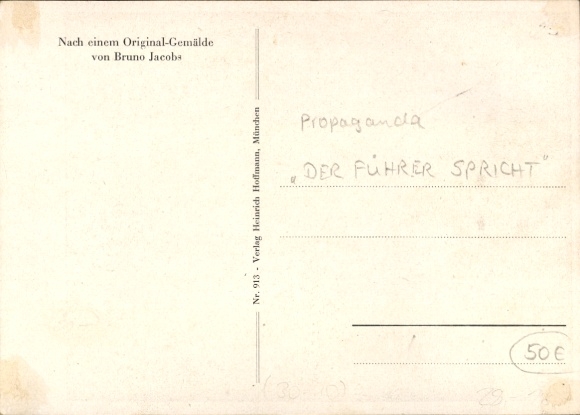 Nach einem Original-Gemälde
von Bruno Jacobs
Nr. 913 - Verlag Heinrich Hoffmann, München
Propaganda
„DER FÜHRER SPRICHT"
50€